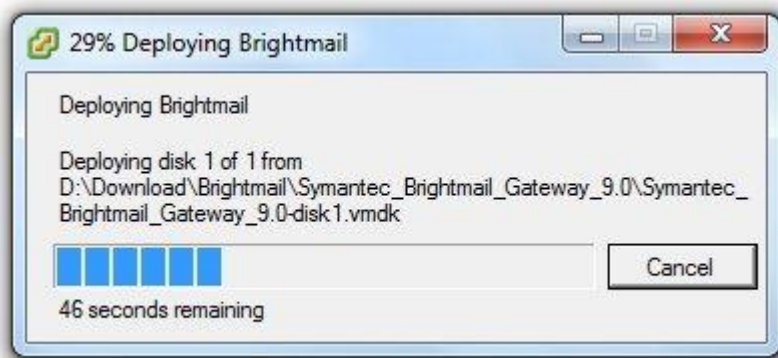 29% Deploying Brightmail
Deploying Brightmail
Deploying disk 1 of 1 from
D:\Download\Brightmail\Symantec_Brightmail_Gateway_9.0\Symantec_
Brightmail_Gateway_9.0-disk1.vmdk
Cancel
46 seconds remaining